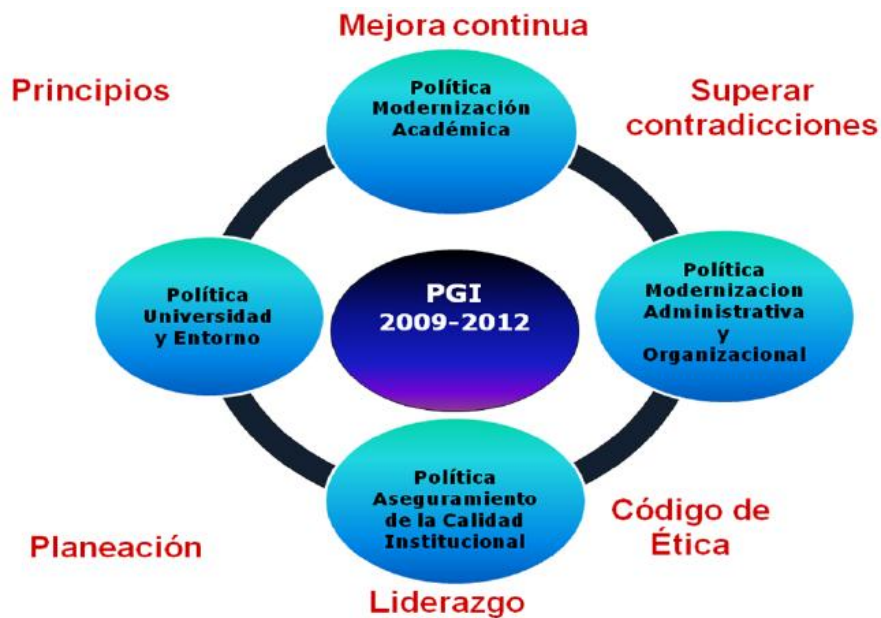 Mejora continua
Principios
Política
Modernización
Académica
Superar
contradicciones
Política
Universidad
y Entorno
PGI
2009-2012
Política
Modernizacion
Administrativa
y
Organizacional
Política
Aseguramiento
de la Calidad
Institucional
Planeación
Código de
Ética
Liderazgo